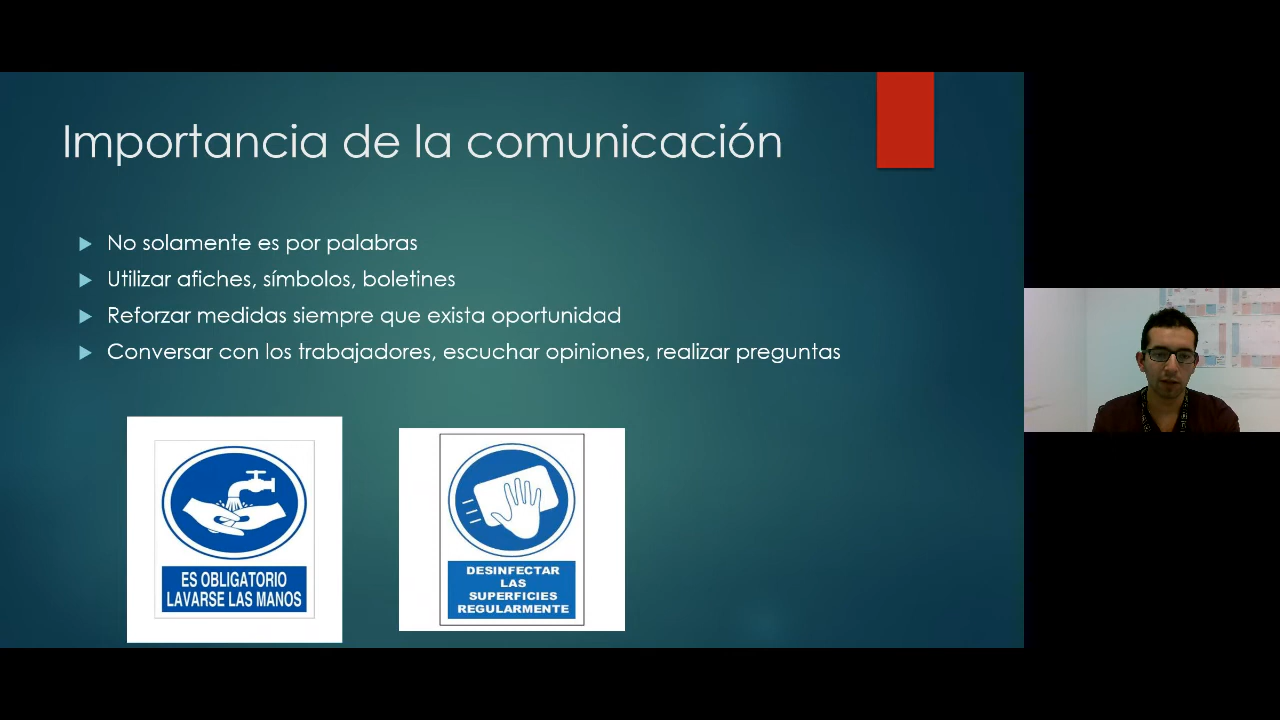 Importancia de la comunicación
No solamente es por palabras
Utilizar afiches, símbolos, boletines
Reforzar medidas siempre que exista oportunidad
Conversar con los trabajadores, escuchar opiniones, realizar preguntas
ES OBLIGATORIO
LAVARSE LAS MANOS
DESINFECTAR
LAS
SUPERFICIES
REGULARMENTE